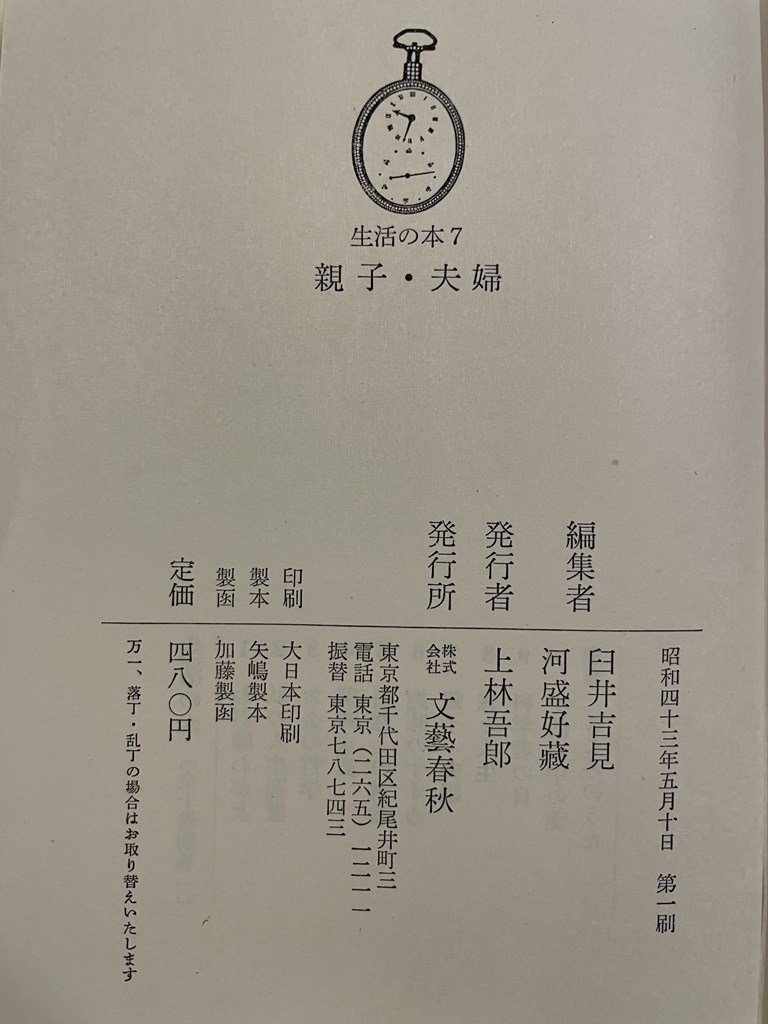 生活の本7
親子・夫婦
昭和四十三年五月十日　第一刷
編集者　臼井吉見
河盛好藏
発行者　上林吾郎
発行所　株式会社　文藝春秋
東京都千代田区紀尾井町三
電話　東京（二六五）一二一一
振替　東京七八七四三
印刷　大日本印刷
製本　矢嶋製本
製函　加藤製函
定価　四八〇円
万一、落丁・乱丁の場合はお取り替えいたします